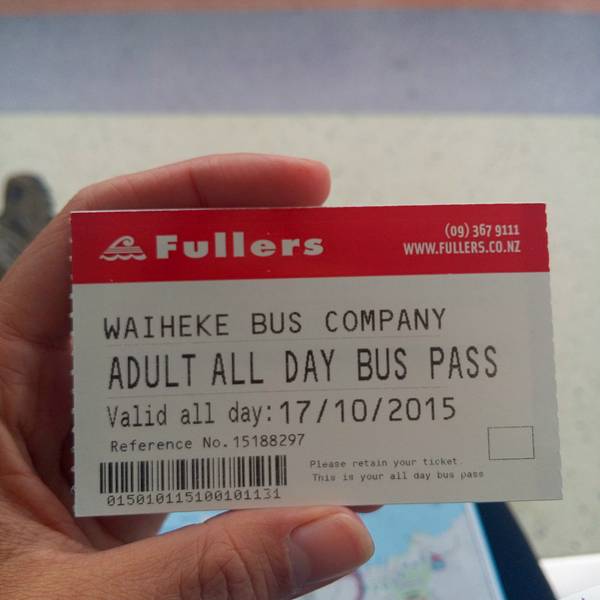 Fullers
(09) 367 9111
WWW.FULLERS.CO.NZ
WAIHEKE BUS COMPANY
ADULT ALL DAY BUS PASS
Valid all day: 17/10/2015
Reference No. 15188297
Please retain your ticket
This is your all day bus pass
015010115100101131